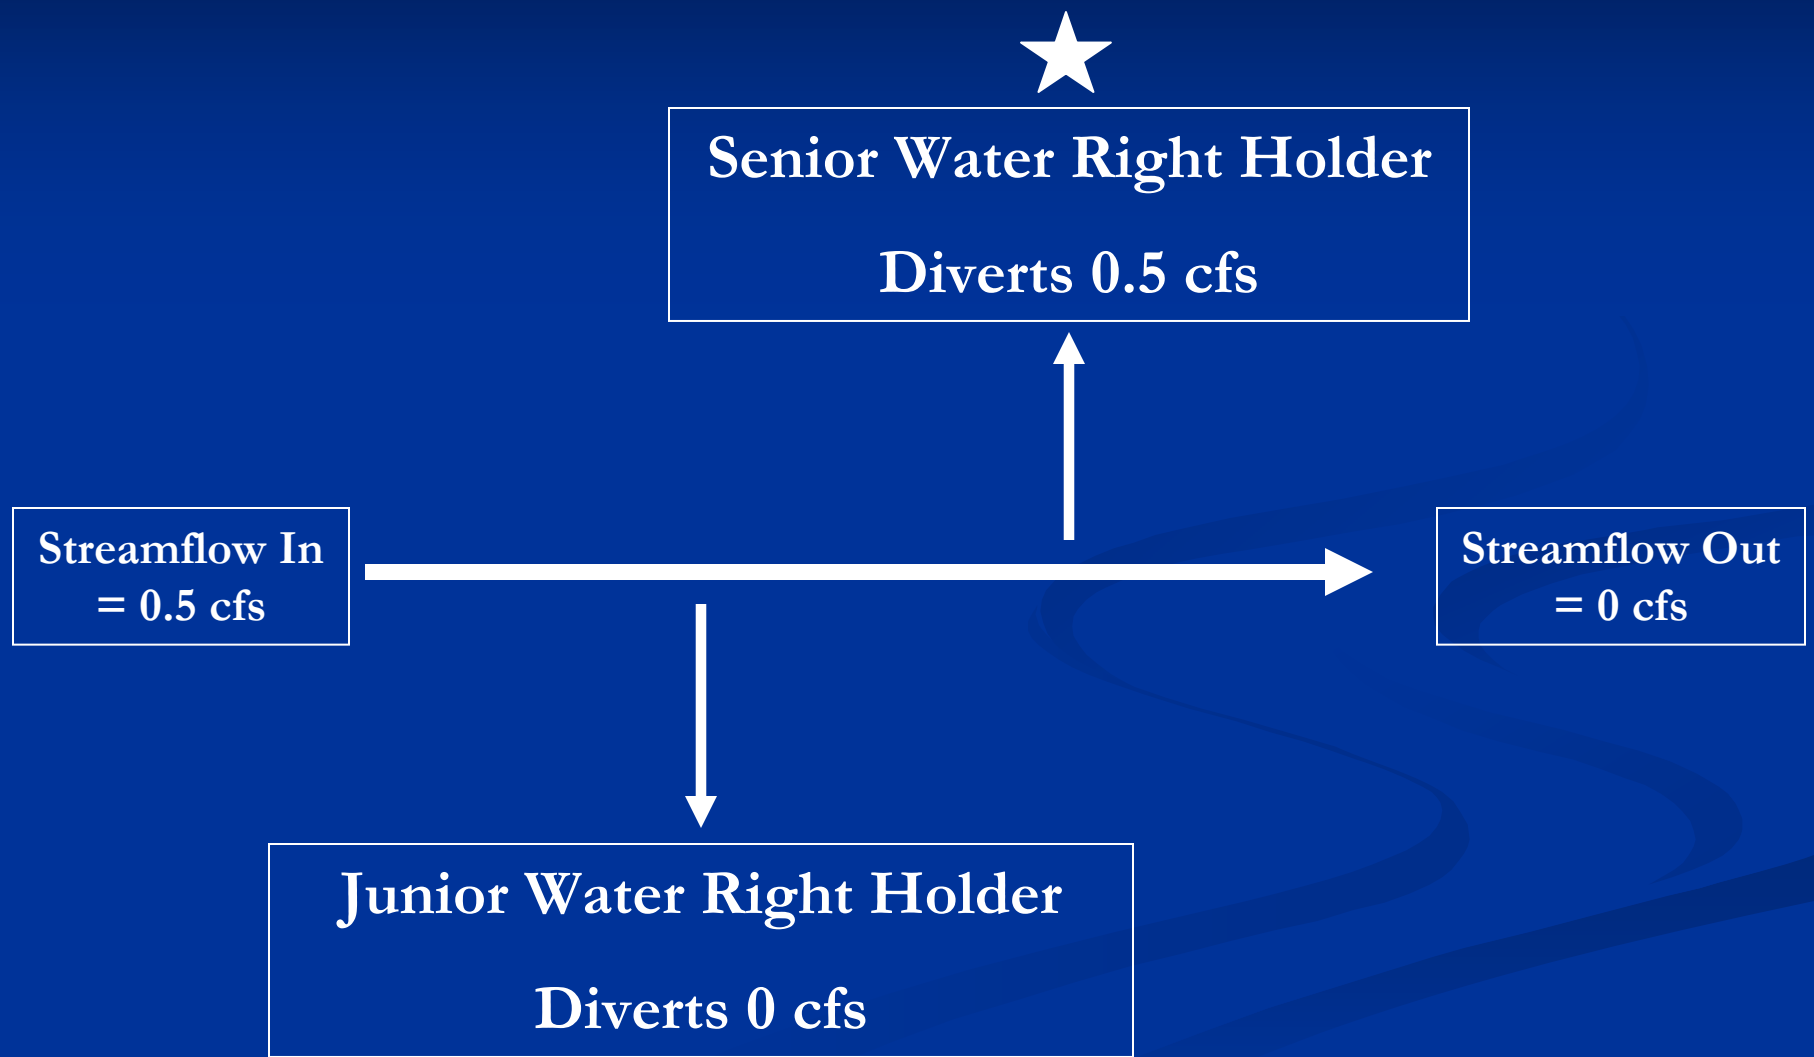 Senior Water Right Holder
Diverts 0.5 cfs
Streamflow In
= 0.5 cfs
Streamflow Out
= 0 cfs
Junior Water Right Holder
Diverts 0 cfs